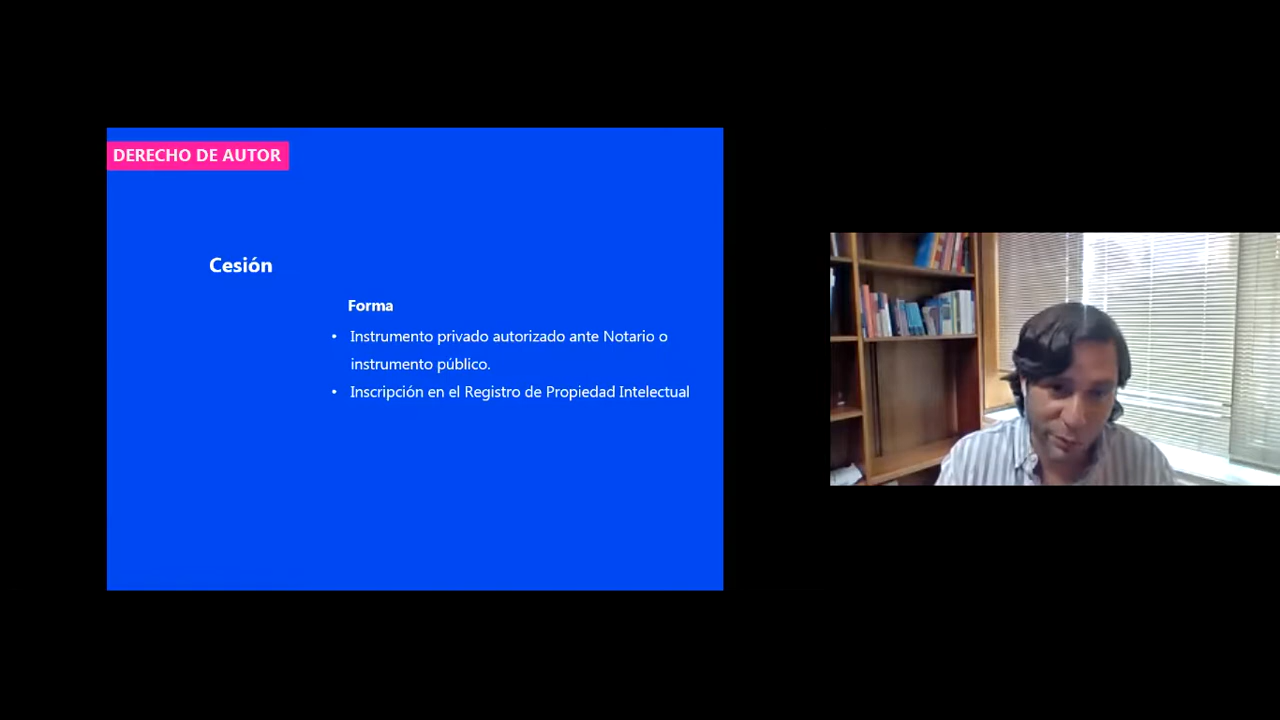 DERECHO DE AUTOR
Cesión
Forma
• Instrumento privado autorizado ante Notario o
instrumento público.
• Inscripción en el Registro de Propiedad Intelectual